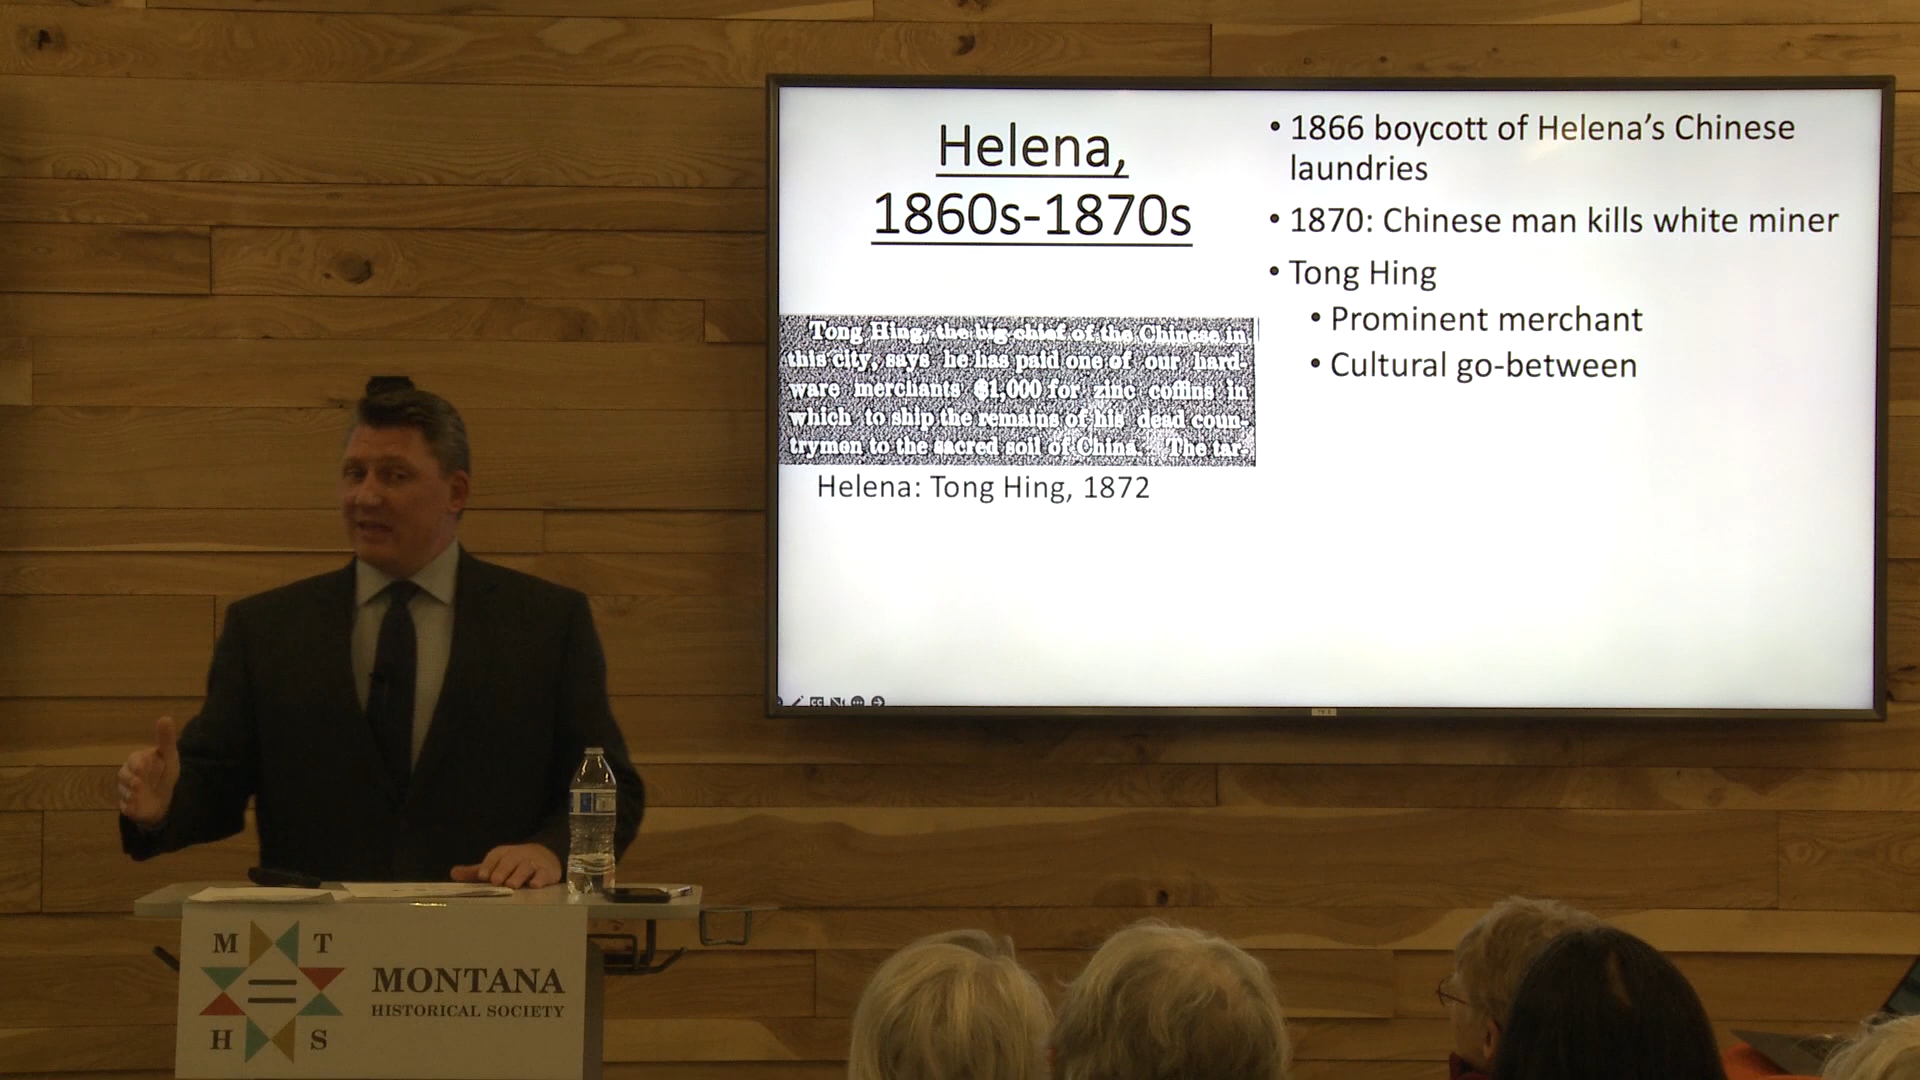 Helena,
1860s-1870s
Tong Hing, the big chief of the Chinese in
this city, says he has paid one of our hard-
ware merchants $1,000 for zinc coffins in
which to ship the remains of his dead coun-
trymen to the sacred soil of China. The tar-
Helena: Tong Hing, 1872
• 1866 boycott of Helena's Chinese
laundries
• 1870: Chinese man kills white miner
• Tong Hing
• Prominent merchant
• Cultural go-between
M T
H S
MONTANA
HISTORICAL SOCIETY